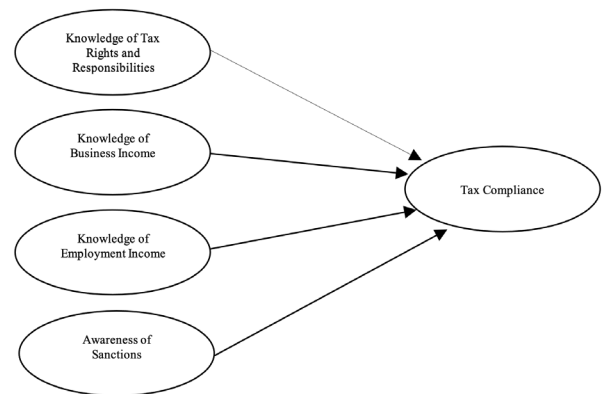 Knowledge of Tax
Rights and
Responsibilities
Knowledge of
Business Income
Knowledge of
Employment Income
Awareness of
Sanctions
Tax Compliance